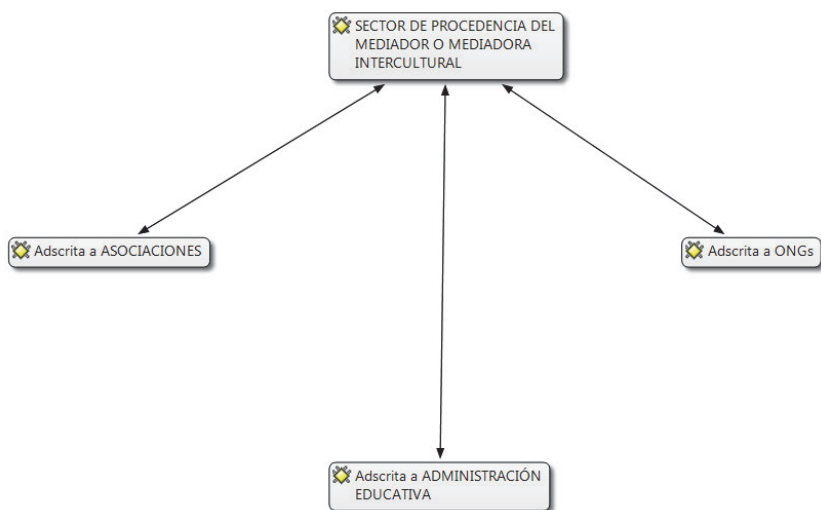 SECTOR DE PROCEDENCIA DEL
MEDIADOR O MEDIADORA
INTERCULTURAL
Adscrita a ASOCIACIONES
Adscrita a ONGs
Adscrita a ADMINISTRACIÓN
EDUCATIVA